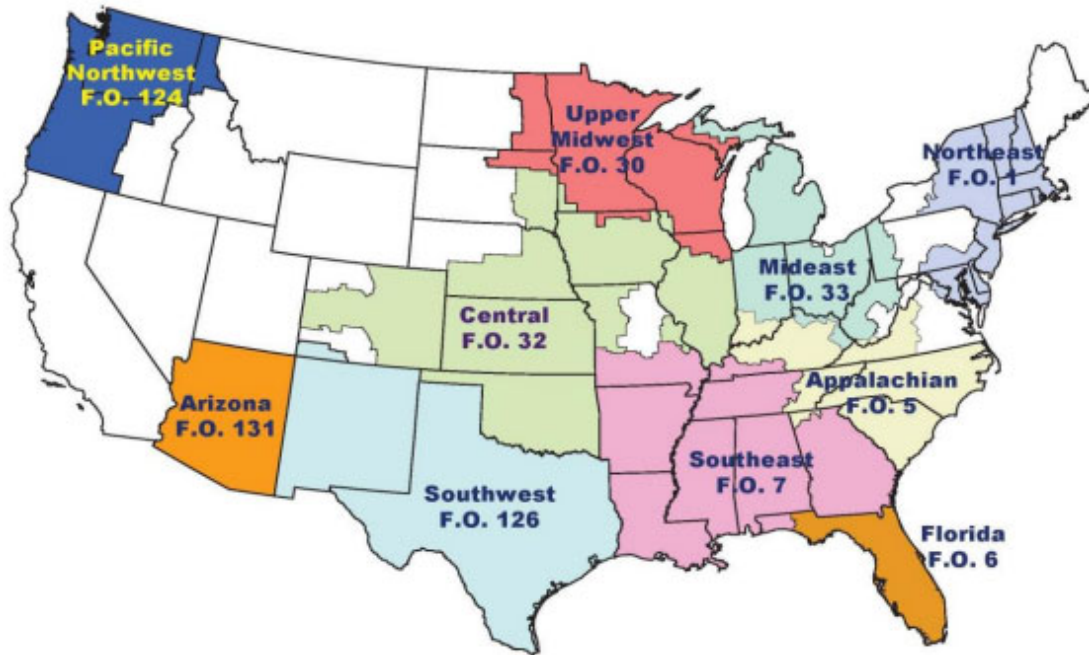 Pacific
Northwest
F.O. 124
Upper
Midwest
F.O. 30
Northeast
F.O. 1
Mideast
F.O. 33
Central
F.O. 32
Appalachian
F.O. 5
Arizona
F.O. 131
Southeast
F.O. 7
Southwest
F.O. 126
Florida
F.O. 6